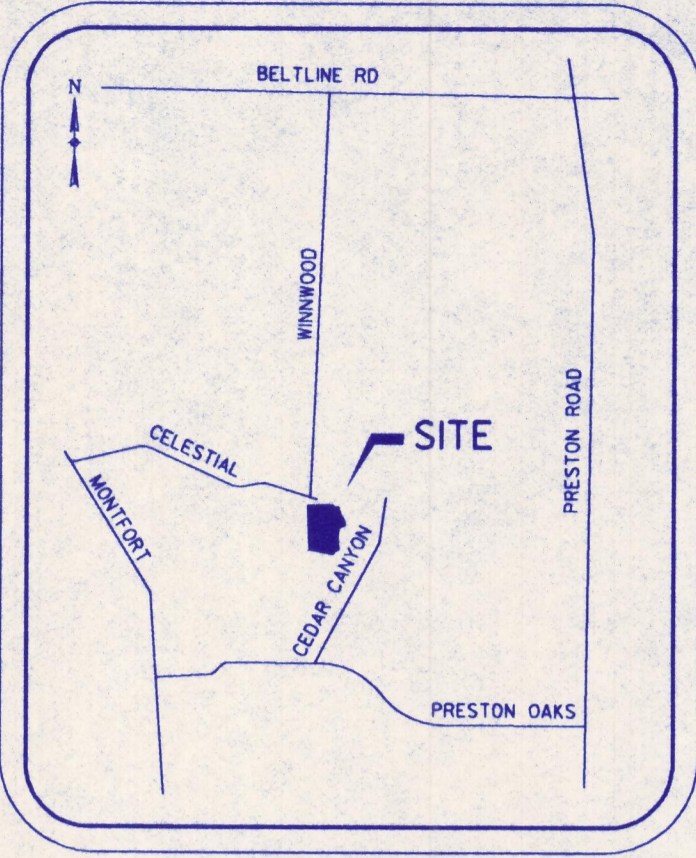 BELTLINE RD
N
WINNWOOD
PRESTON ROAD
SITE
CELESTIAL
MONTFORT
CEDAR CANYON
PRESTON OAKS